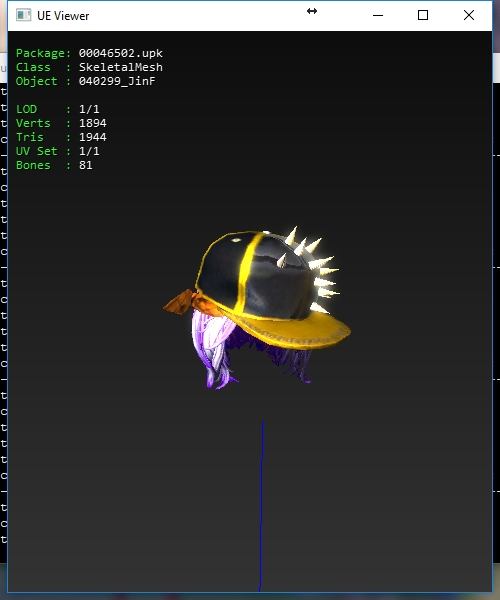 UE Viewer
Package: 00046502.upk
Class : SkeletalMesh
Object : 040299_JinF
LOD : 1/1
Verts : 1894
Tris : 1944
UV Set : 1/1
Bones : 81